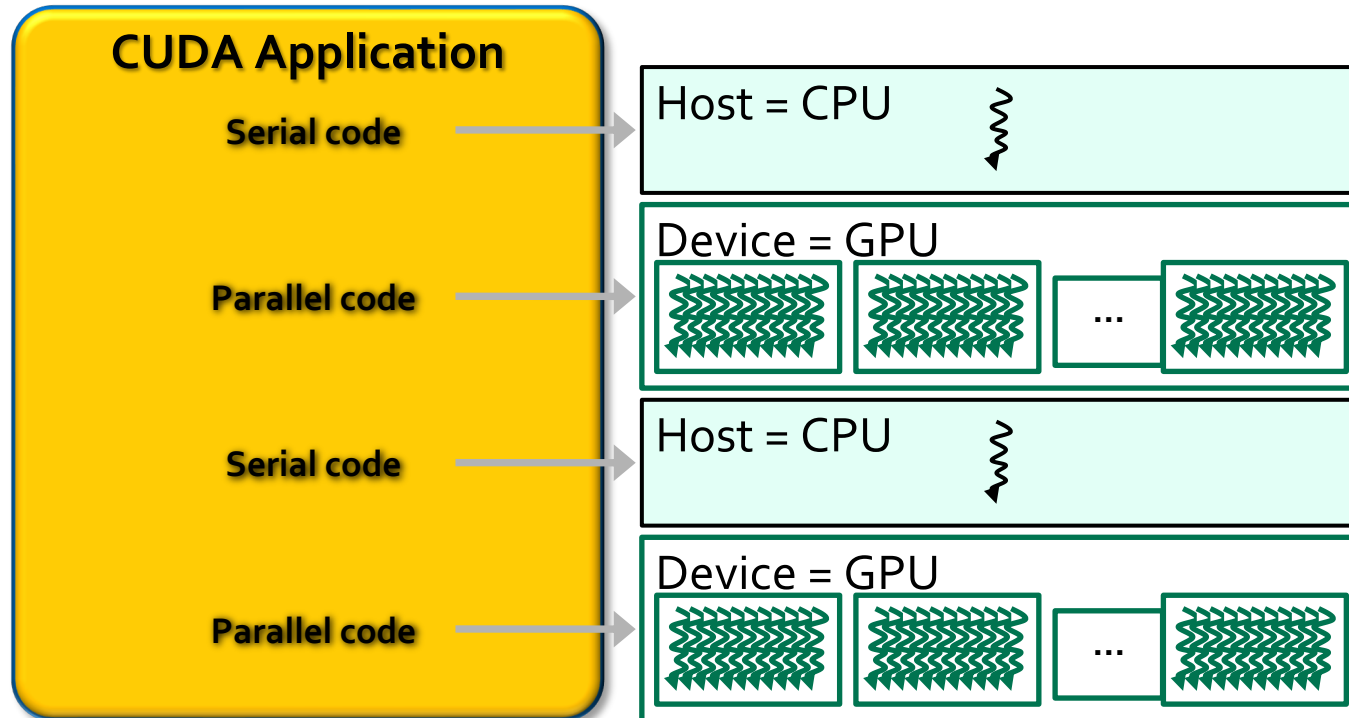 CUDA Application
Serial code
Host = CPU
Parallel code
Device = GPU
...
Serial code
Host = CPU
Parallel code
Device = GPU
...